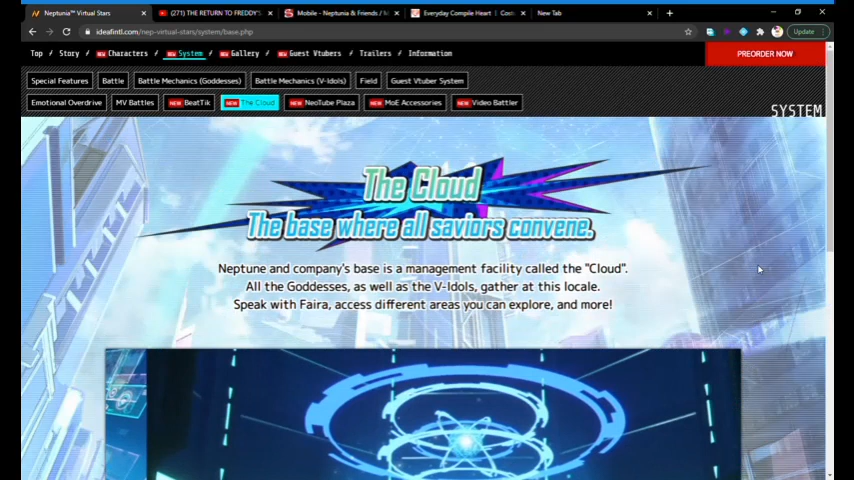 Neptunia™ Virtual Stars
(271) THE RETURN TO FREDDY'S
Mobile - Neptunia & Friends /
Everyday Compile Heart |
New Tab
ideafintl.com/nep-virtual-stars/system/base.php
Update
Top / Story / NEW Characters / NEW System / NEW Gallery / NEW Guest Vtubers / Trailers / Information
PREORDER NOW
Special Features
Battle
Battle Mechanics (Goddesses)
Battle Mechanics (V-Idols)
Field
Guest Vtuber System
Emotional Overdrive
MV Battles
NEW BeatTik
NEW The Cloud
NEW NeoTube Plaza
NEW MoE Accessories
NEW Video Battler
SYSTEM
The Cloud
The base where all saviors convene.
Neptune and company's base is a management facility called the "Cloud".
All the Goddesses, as well as the V-Idols, gather at this locale.
Speak with Faira, access different areas you can explore, and more!